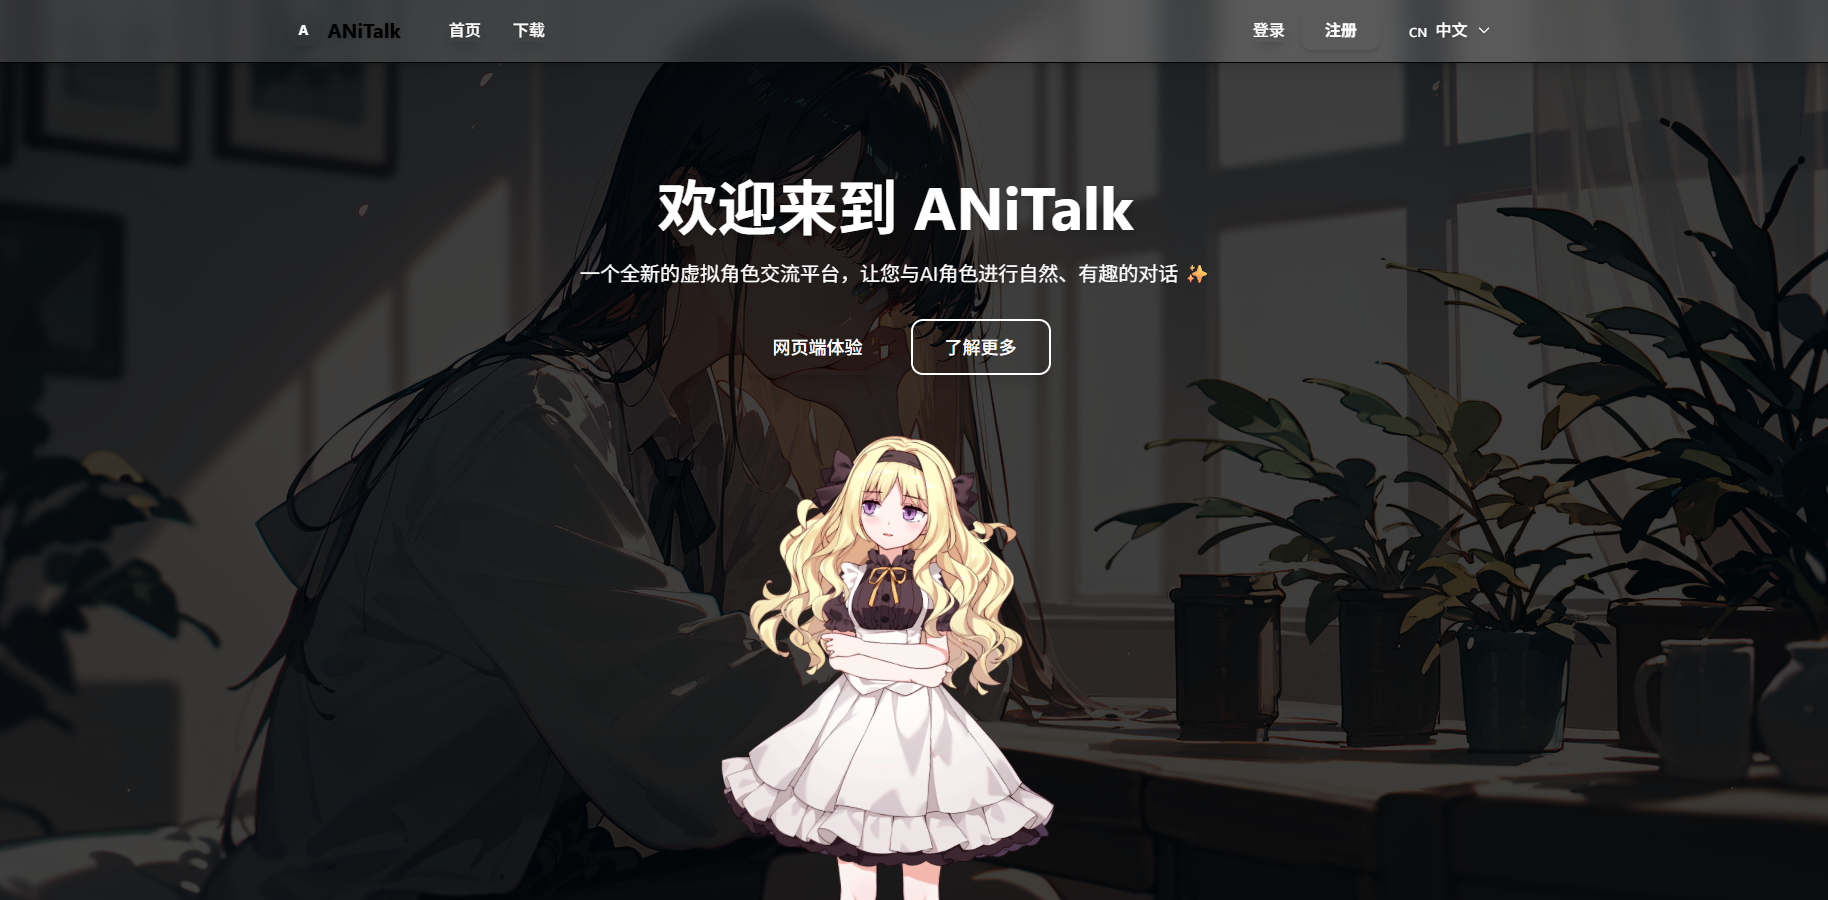 A ANiTalk 首页 下载 登录 注册 CN 中文
欢迎来到 ANiTalk
一个全新的虚拟角色交流平台，让您与AI角色进行自然、有趣的对话 ✨
网页端体验 了解更多